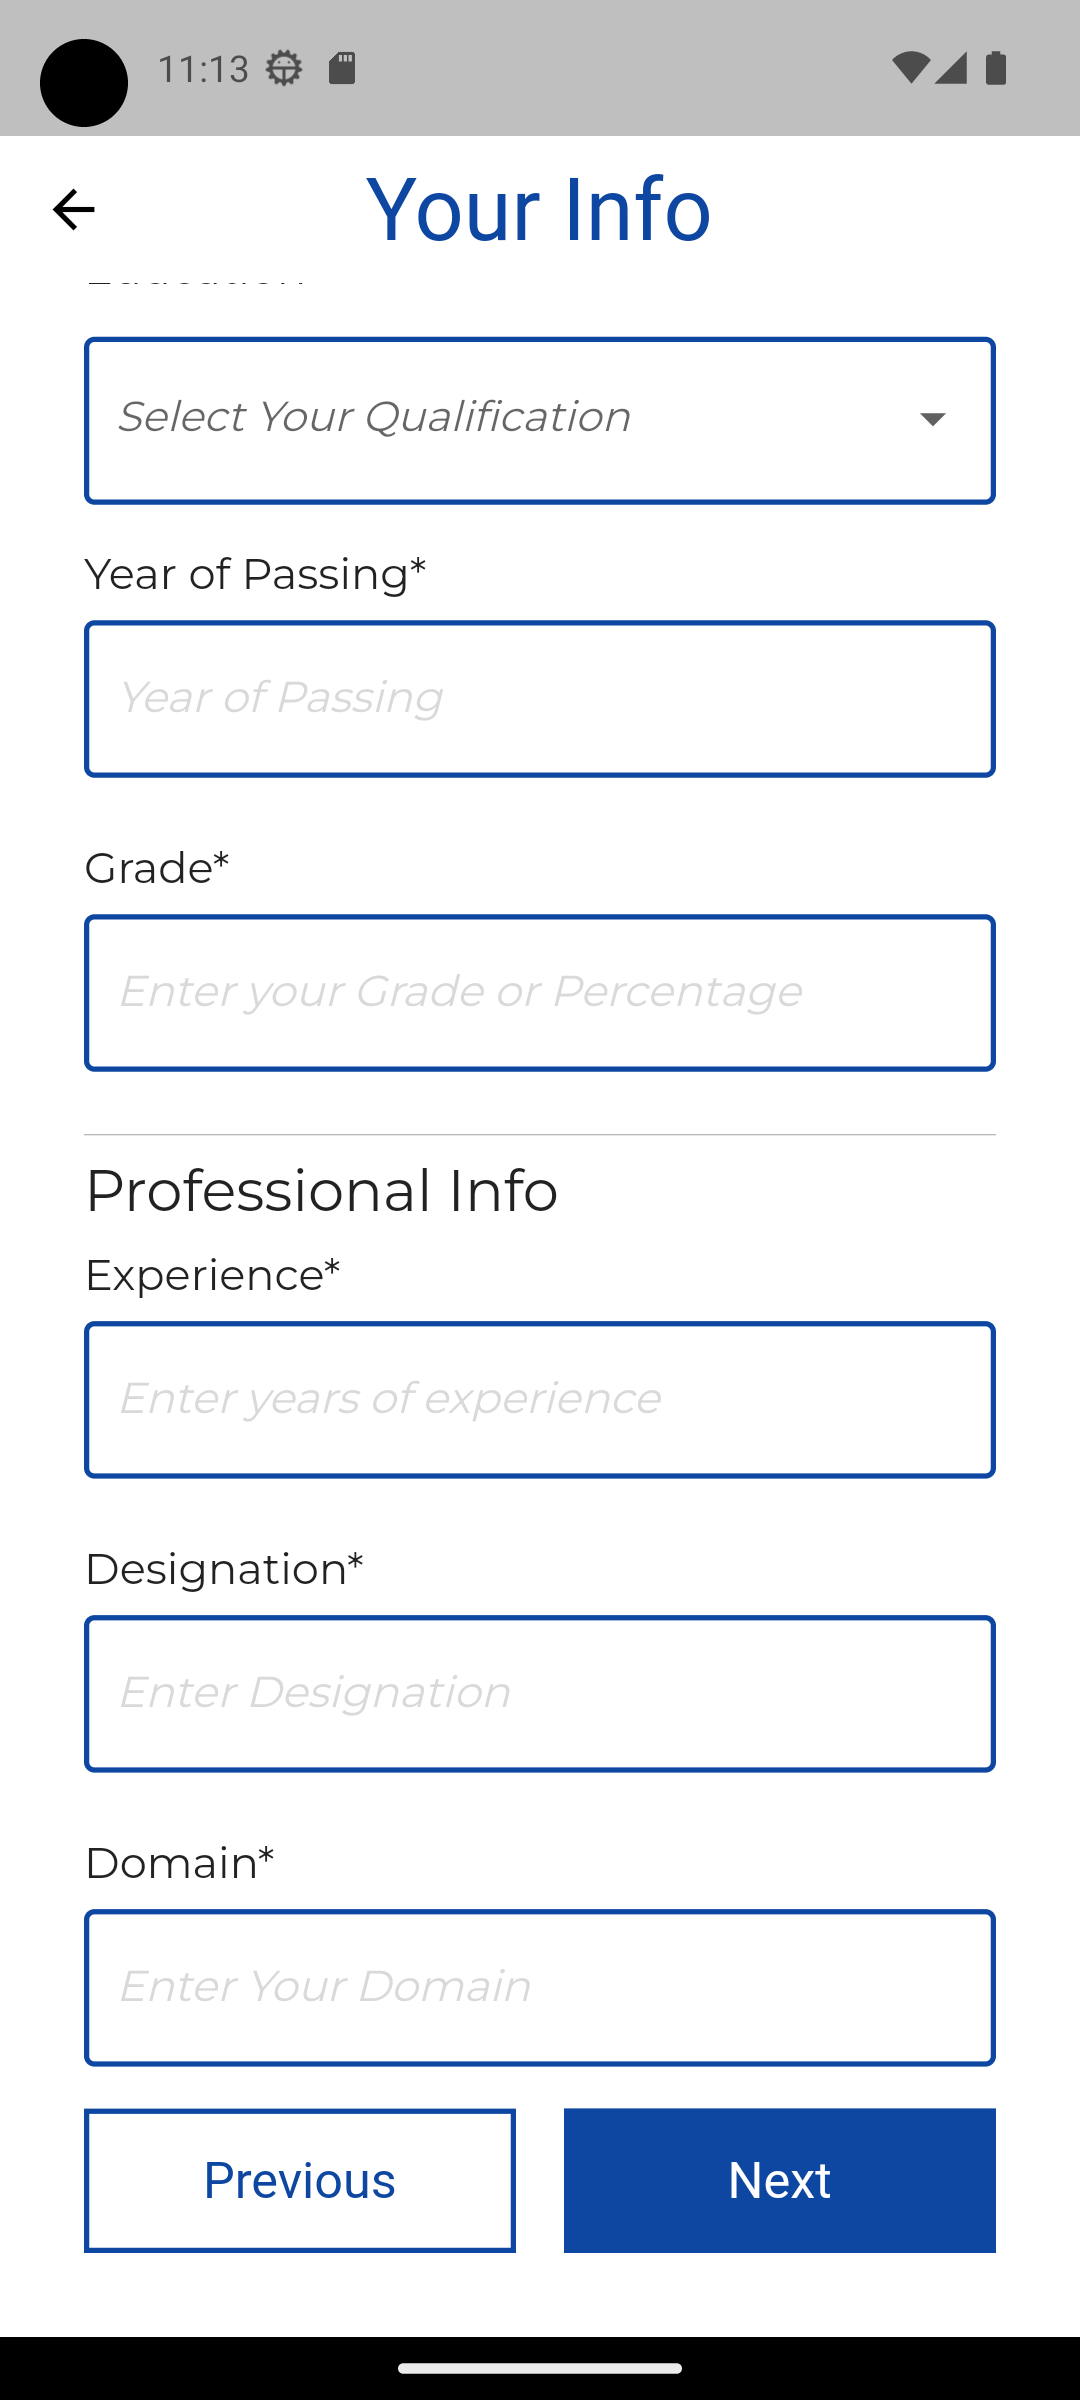 11:13
Your Info
Select Your Qualification
Year of Passing*
Year of Passing
Grade*
Enter your Grade or Percentage
Professional Info
Experience*
Enter years of experience
Designation*
Enter Designation
Domain*
Enter Your Domain
Previous
Next